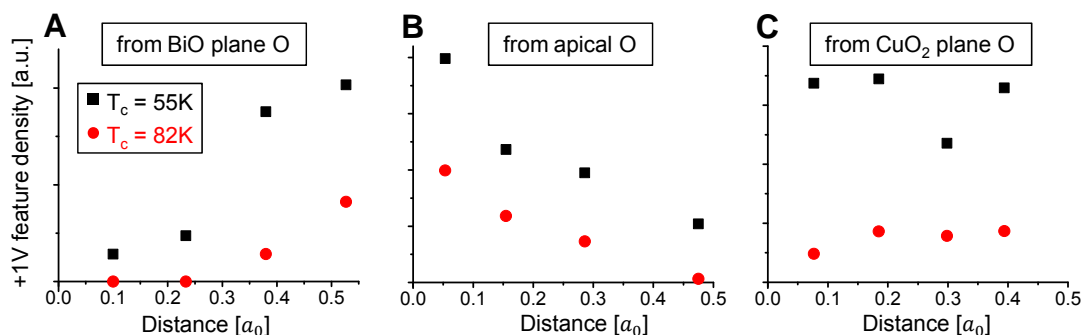 A
from BiO plane O
B
from apical O
C
from CuO₂ plane O
+1V feature density [a.u.]
T_c = 55K
T_c = 82K
0.0 0.1 0.2 0.3 0.4 0.5
0.0 0.1 0.2 0.3 0.4 0.5
0.0 0.1 0.2 0.3 0.4 0.5
Distance [a₀]
Distance [a₀]
Distance [a₀]